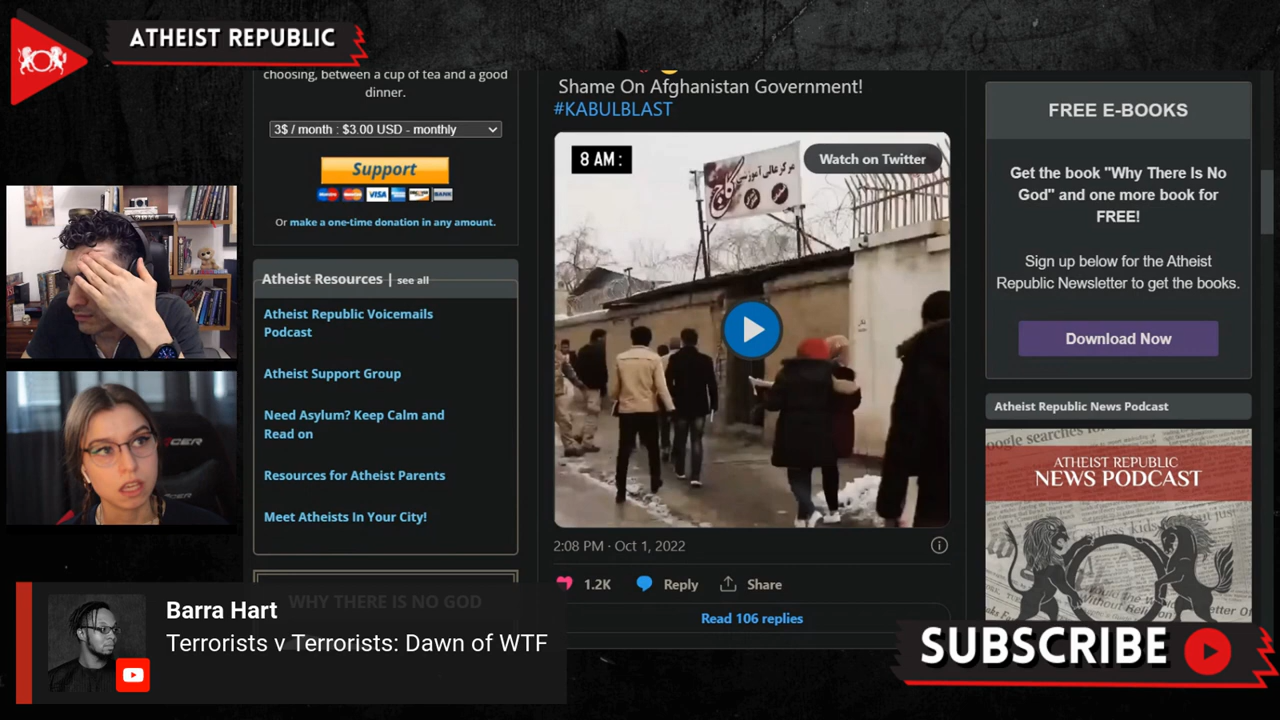 ATHEIST REPUBLIC
choosing, between a cup of tea and a good
dinner.
3$ / month : $3.00 USD - monthly
Support
VISA
BANK
Or make a one-time donation in any amount.
Atheist Resources | see all
Atheist Republic Voicemails
Podcast
Atheist Support Group
Need Asylum? Keep Calm and
Read on
Resources for Atheist Parents
Meet Atheists In Your City!
WHY THERE IS NO GOD
Shame On Afghanistan Government!
#KABULBLAST
8 AM :
Watch on Twitter
مرکز عالی آموزشی
کاج
2:08 PM · Oct 1, 2022
1.2K
Reply
Share
Read 106 replies
FREE E-BOOKS
Get the book "Why There Is No
God" and one more book for
FREE!
Sign up below for the Atheist
Republic Newsletter to get the books.
Download Now
Atheist Republic News Podcast
ATHEIST REPUBLIC
NEWS PODCAST
Barra Hart
Terrorists v Terrorists: Dawn of WTF
SUBSCRIBE